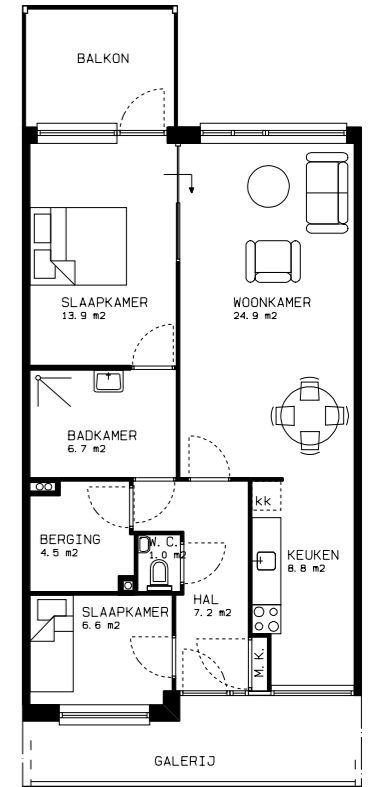 BALKON
SLAAPKAMER
13.9 m2
WOONKAMER
24.9 m2
BADKAMER
6.7 m2
kk
BERGING
4.5 m2
W.C.
1.0 m2
KEUKEN
8.8 m2
SLAAPKAMER
6.6 m2
HAL
7.2 m2
M.K.
GALERIJ